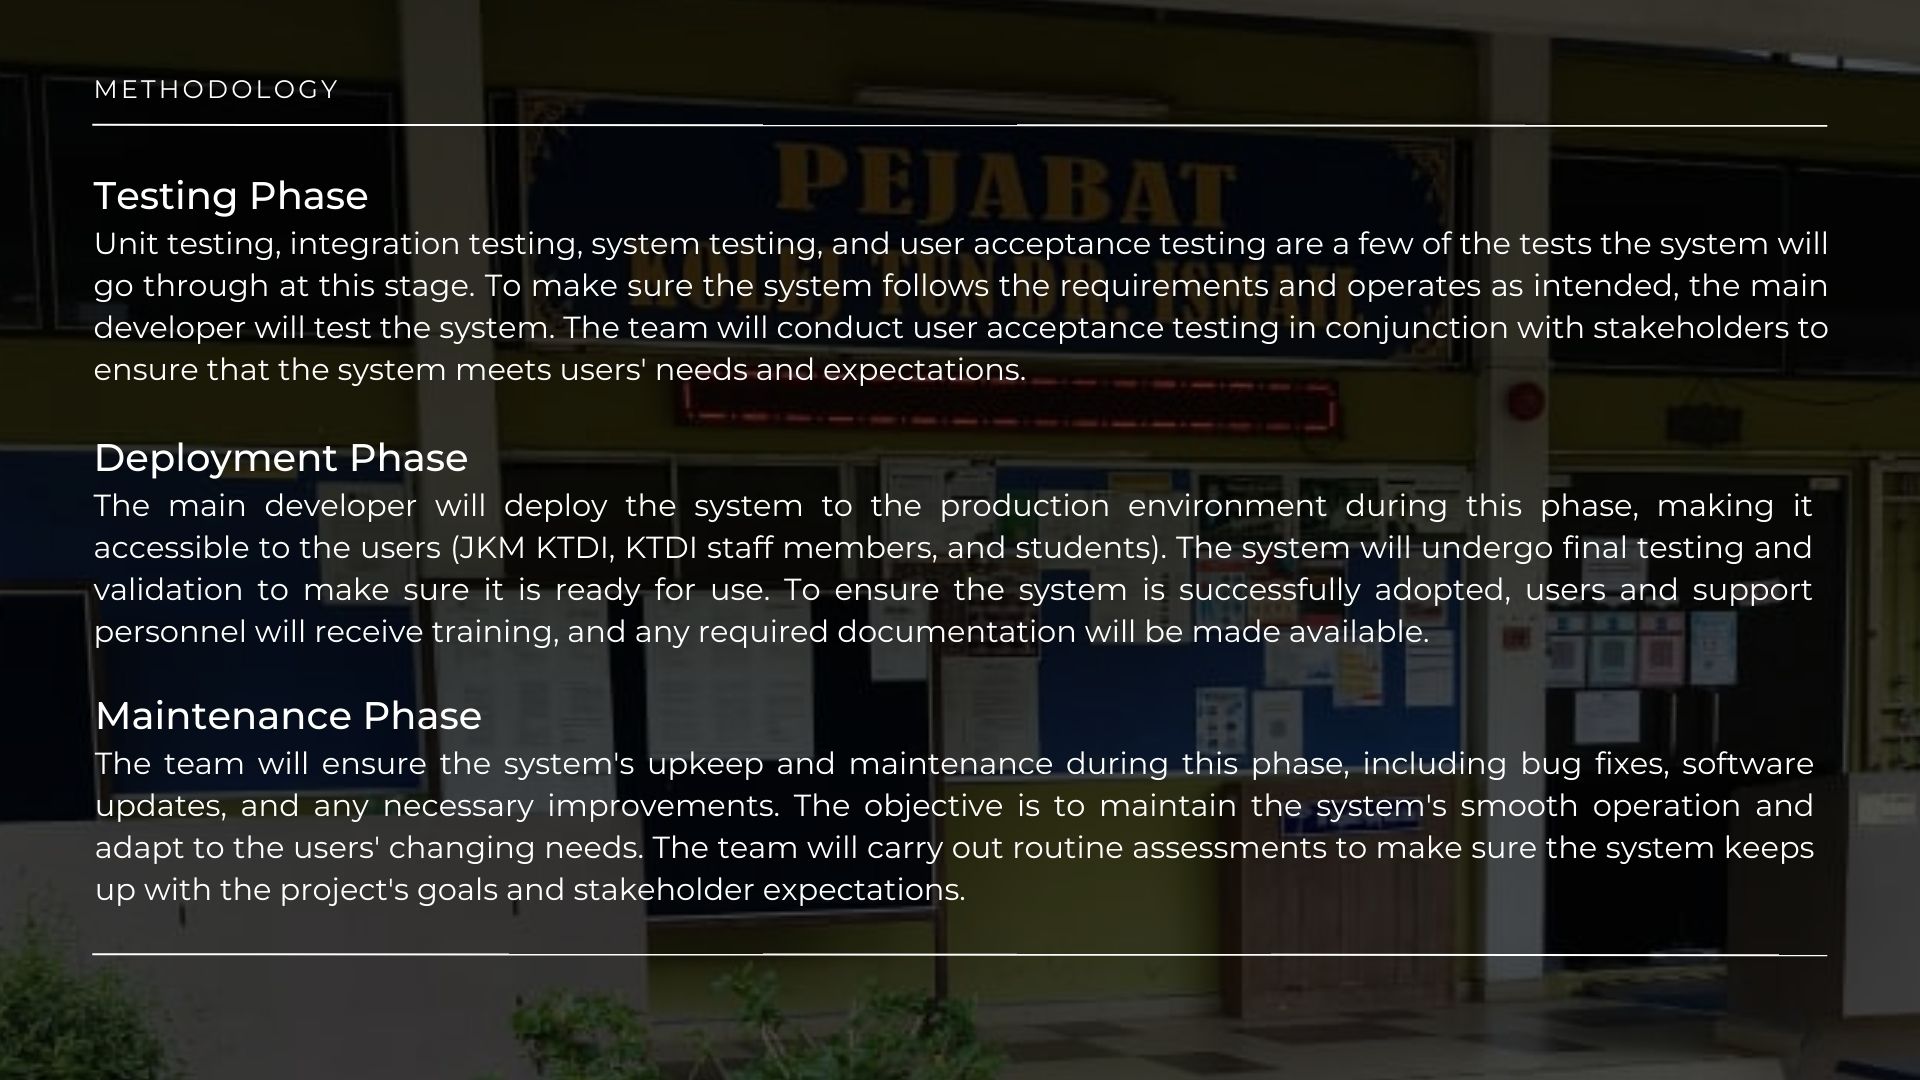 METHODOLOGY
PEJABAT
KOLEJ TUN DR. ISMAIL
Testing Phase
Unit testing, integration testing, system testing, and user acceptance testing are a few of the tests the system will
go through at this stage. To make sure the system follows the requirements and operates as intended, the main
developer will test the system. The team will conduct user acceptance testing in conjunction with stakeholders to
ensure that the system meets users' needs and expectations.
Deployment Phase
The main developer will deploy the system to the production environment during this phase, making it
accessible to the users (JKM KTDI, KTDI staff members, and students). The system will undergo final testing and
validation to make sure it is ready for use. To ensure the system is successfully adopted, users and support
personnel will receive training, and any required documentation will be made available.
Maintenance Phase
The team will ensure the system's upkeep and maintenance during this phase, including bug fixes, software
updates, and any necessary improvements. The objective is to maintain the system's smooth operation and
adapt to the users' changing needs. The team will carry out routine assessments to make sure the system keeps
up with the project's goals and stakeholder expectations.